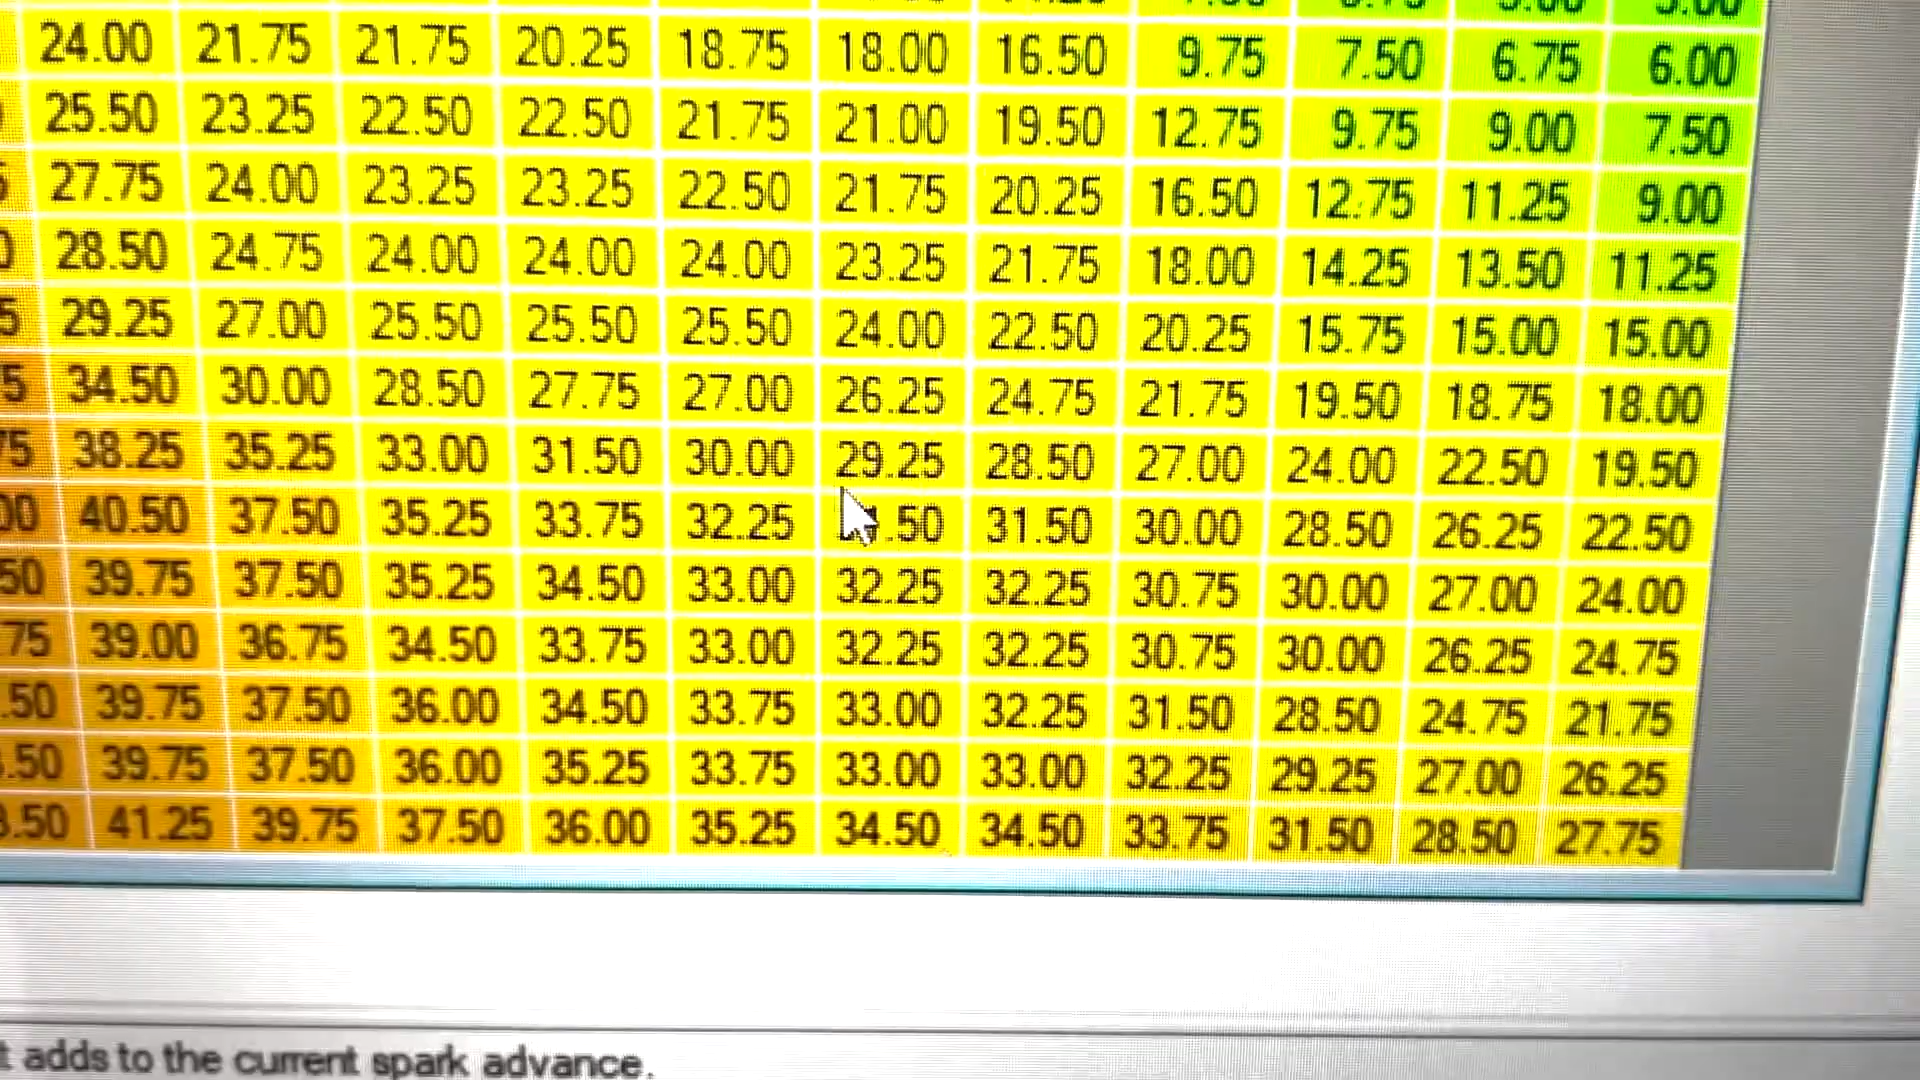 24.00 21.75 21.75 20.25 18.75 18.00 16.50 9.75 7.50 6.75 6.00
25.50 23.25 22.50 22.50 21.75 21.00 19.50 12.75 9.75 9.00 7.50
27.75 24.00 23.25 23.25 22.50 21.75 20.25 16.50 12.75 11.25 9.00
28.50 24.75 24.00 24.00 24.00 23.25 21.75 18.00 14.25 13.50 11.25
5 29.25 27.00 25.50 25.50 25.50 24.00 22.50 20.25 15.75 15.00 15.00
5 34.50 30.00 28.50 27.75 27.00 26.25 24.75 21.75 19.50 18.75 18.00
75 38.25 35.25 33.00 31.50 30.00 29.25 28.50 27.00 24.00 22.50 19.50
00 40.50 37.50 35.25 33.75 32.25 .50 31.50 30.00 28.50 26.25 22.50
50 39.75 37.50 35.25 34.50 33.00 32.25 32.25 30.75 30.00 27.00 24.00
75 39.00 36.75 34.50 33.75 33.00 32.25 32.25 30.75 30.00 26.25 24.75
.50 39.75 37.50 36.00 34.50 33.75 33.00 32.25 31.50 28.50 24.75 21.75
.50 39.75 37.50 36.00 35.25 33.75 33.00 33.00 32.25 29.25 27.00 26.25
.50 41.25 39.75 37.50 36.00 35.25 34.50 34.50 33.75 31.50 28.50 27.75
t adds to the current spark advance.